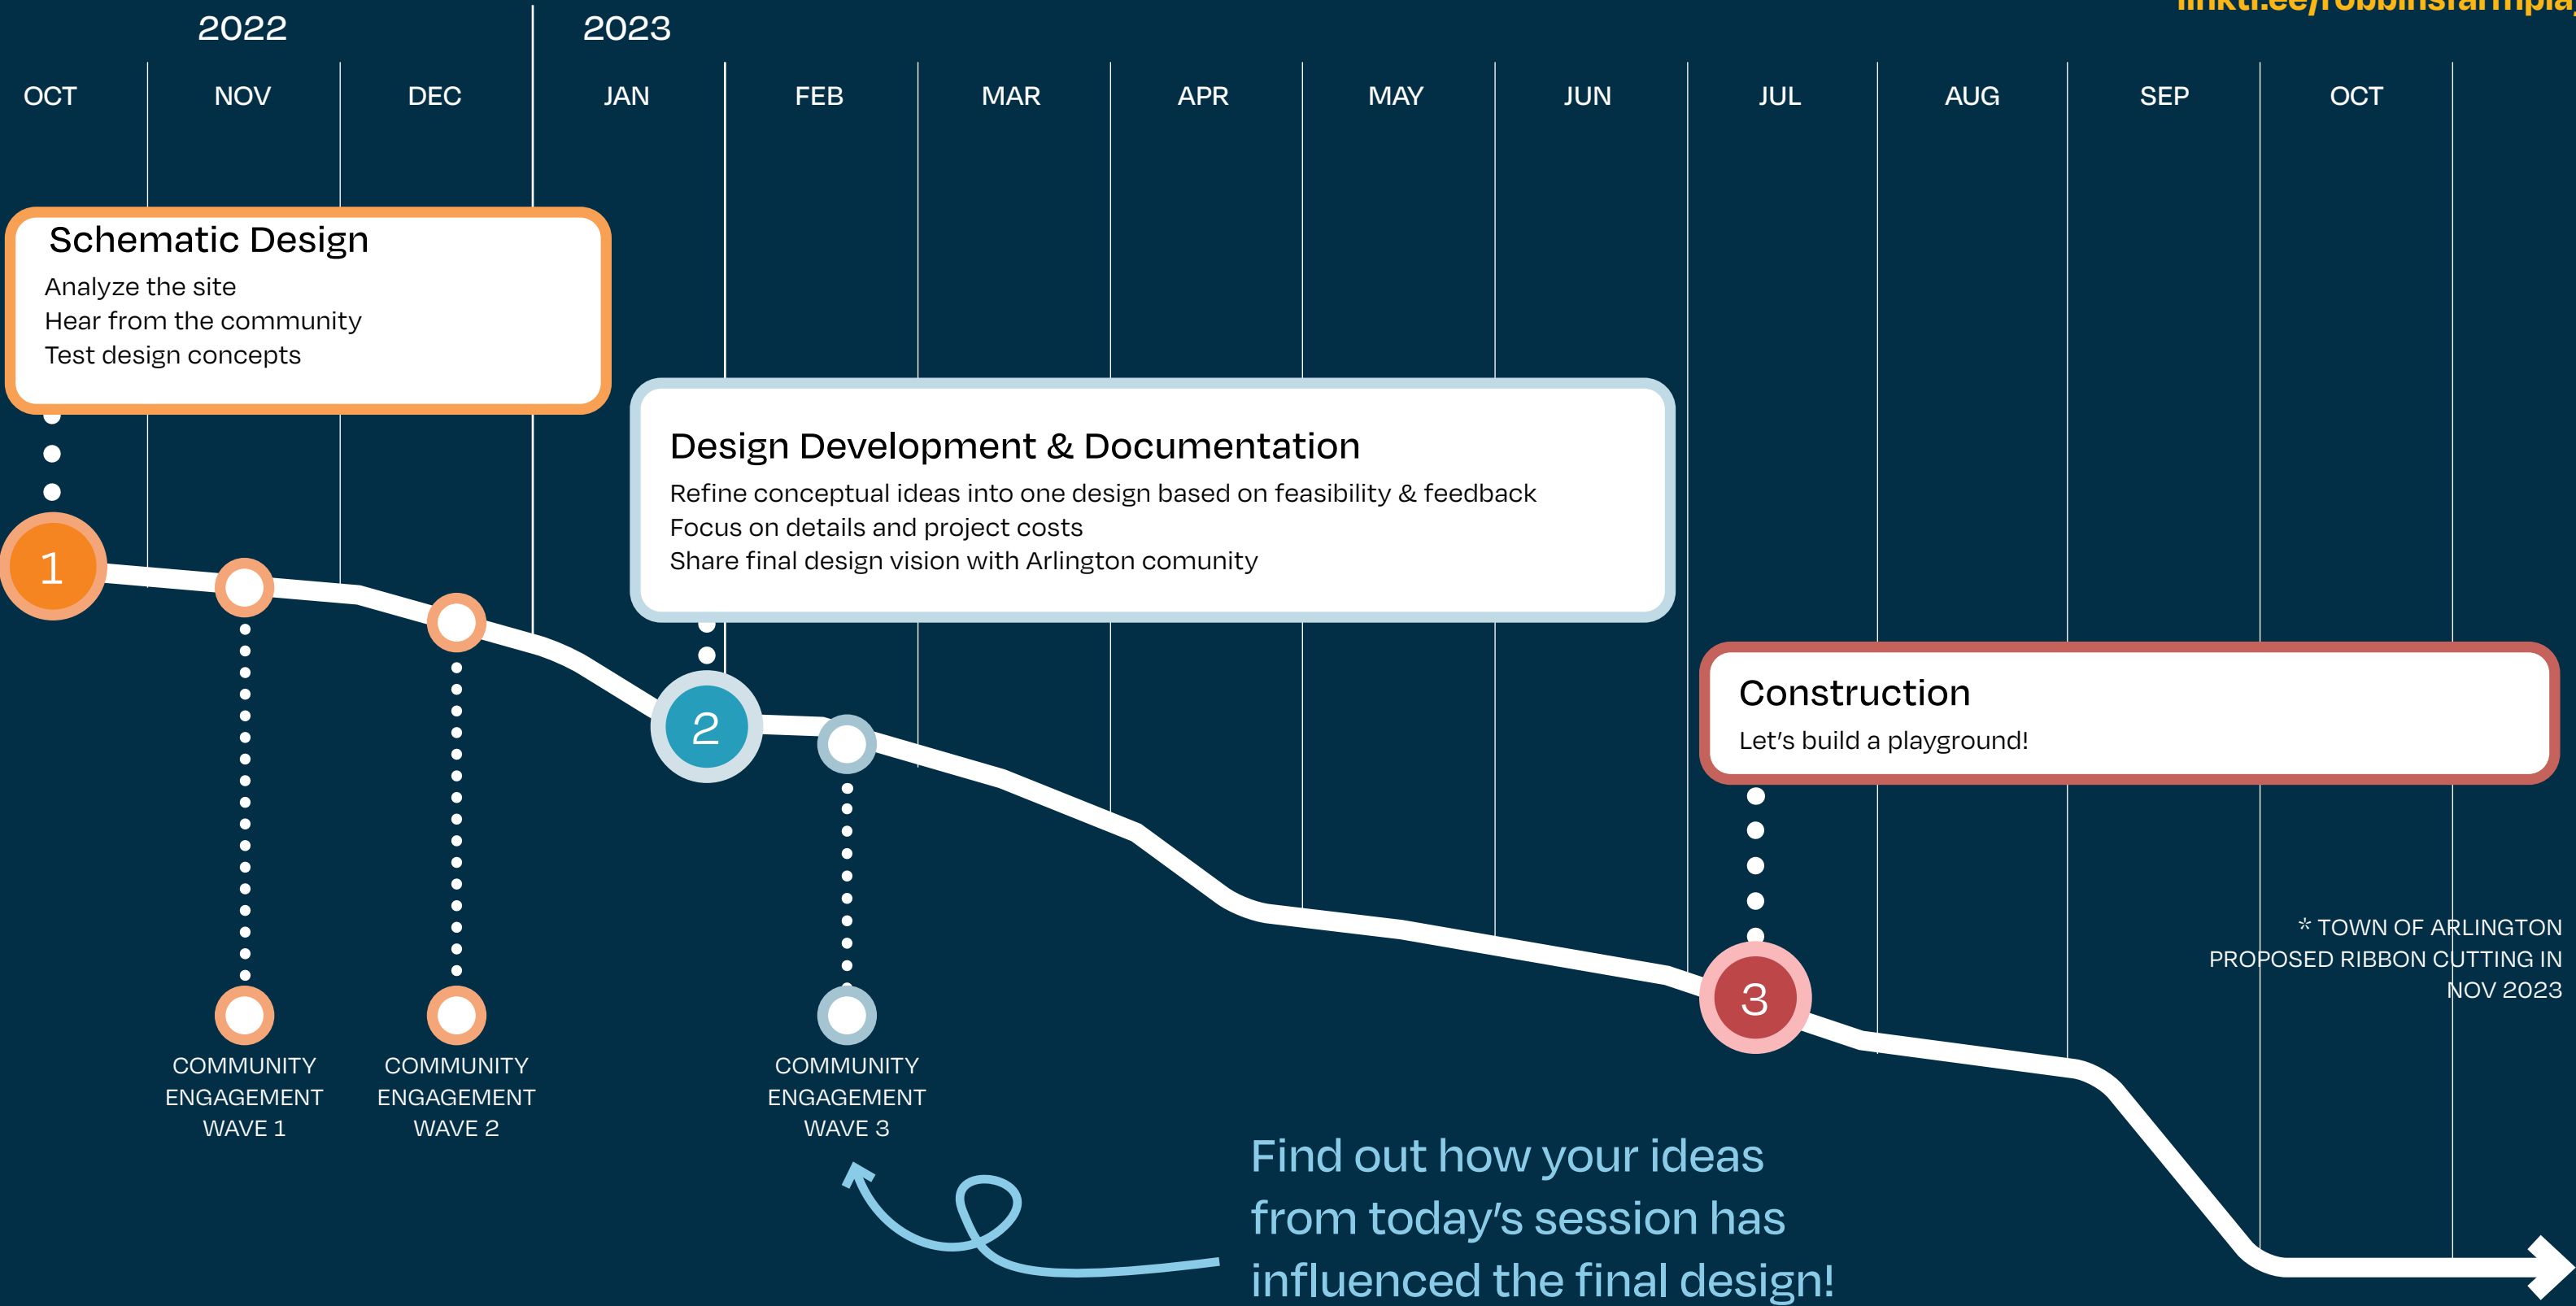 linktr.ee/robbinsfarmplay
2022
2023
OCT
NOV
DEC
JAN
FEB
MAR
APR
MAY
JUN
JUL
AUG
SEP
OCT
Schematic Design
Analyze the site
Hear from the community
Test design concepts
Design Development & Documentation
Refine conceptual ideas into one design based on feasibility & feedback
Focus on details and project costs
Share final design vision with Arlington comunity
1
2
Construction
Let's build a playground!
3
* TOWN OF ARLINGTON
PROPOSED RIBBON CUTTING IN
NOV 2023
COMMUNITY
ENGAGEMENT
WAVE 1
COMMUNITY
ENGAGEMENT
WAVE 2
COMMUNITY
ENGAGEMENT
WAVE 3
Find out how your ideas
from today's session has
influenced the final design!